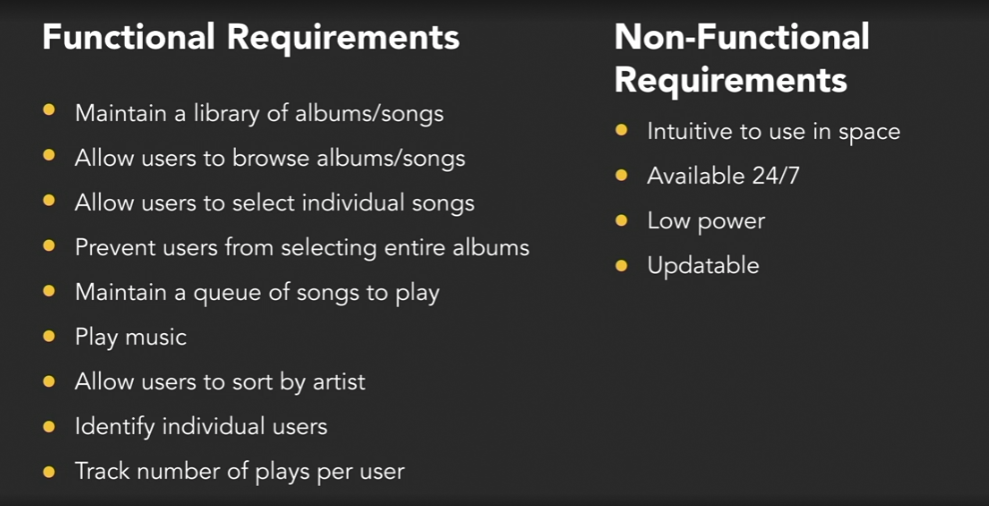 Functional Requirements
Maintain a library of albums/songs
Allow users to browse albums/songs
Allow users to select individual songs
Prevent users from selecting entire albums
Maintain a queue of songs to play
Play music
Allow users to sort by artist
Identify individual users
Track number of plays per user
Non-Functional
Requirements
Intuitive to use in space
Available 24/7
Low power
Updatable